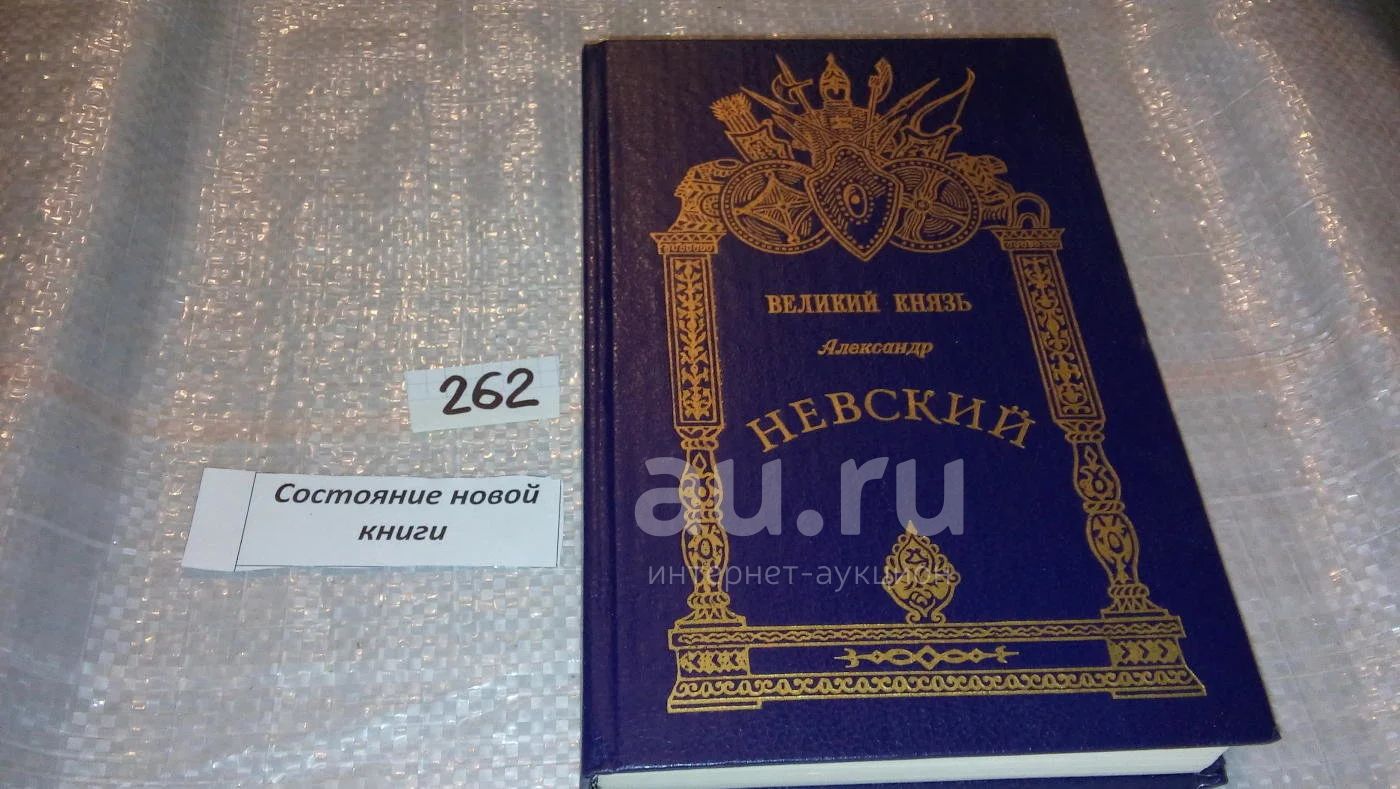 ВЕЛИКИЙ КНЯЗЬ
Александр
НЕВСКИЙ
262
Состояние новой
книги
au.ru
интернет-аукцион